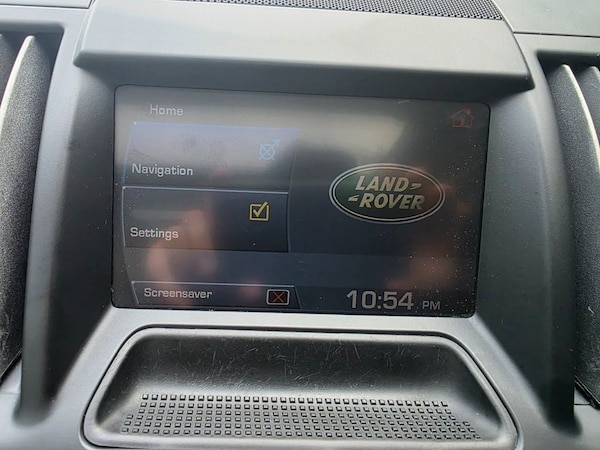 Home
Navigation
LAND
ROVER
Settings
Screensaver
10:54 PM